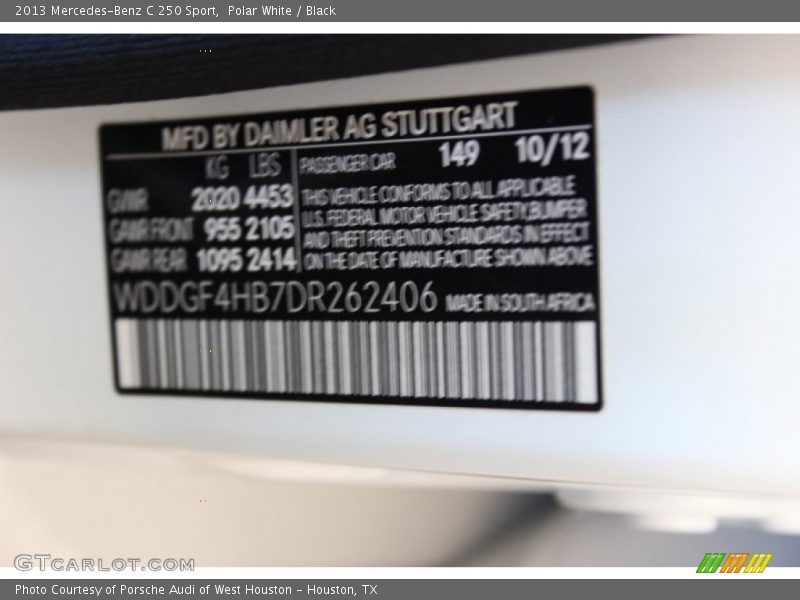 2013 Mercedes-Benz C 250 Sport,  Polar White / Black
MFD BY DAIMLER AG STUTTGART
KG LBS PASSENGER CAR 149 10/12
GVWR 2020 4453 THIS VEHICLE CONFORMS TO ALL APPLICABLE
U.S. FEDERAL MOTOR VEHICLE SAFETY, BUMPER
GAWR FRONT 955 2105 AND THEFT PREVENTION STANDARDS IN EFFECT
GAWR REAR 1095 2414 ON THE DATE OF MANUFACTURE SHOWN ABOVE
WDDGF4HB7DR262406 MADE IN SOUTH AFRICA
GTCARLOT.COM
Photo Courtesy of Porsche Audi of West Houston - Houston, TX